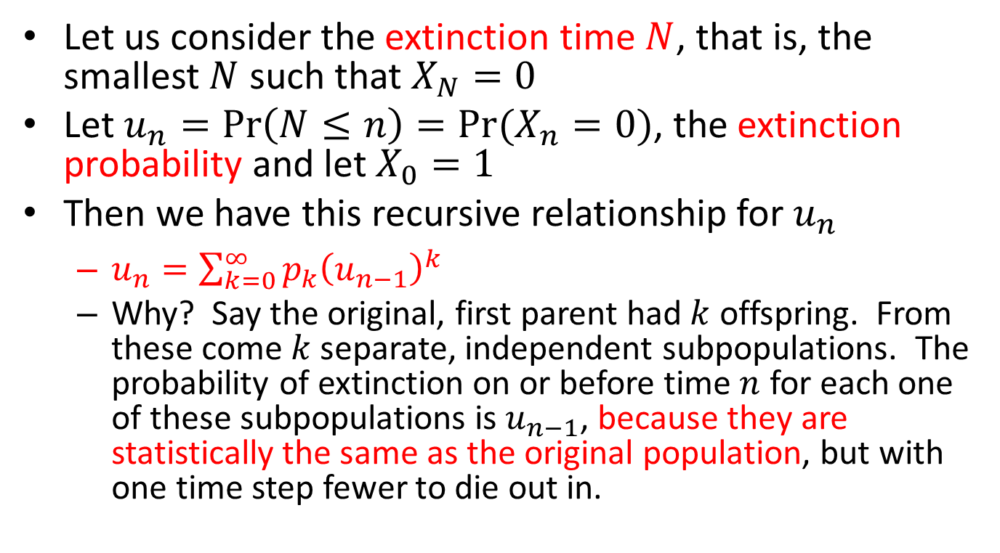 • Let us consider the extinction time N, that is, the
smallest N such that X_N = 0
• Let u_n = Pr(N ≤ n) = Pr(X_n = 0), the extinction
probability and let X_0 = 1
• Then we have this recursive relationship for u_n
– u_n = ∑_{k=0}^{∞} p_k(u_{n−1})^k
– Why?  Say the original, first parent had k offspring.  From
these come k separate, independent subpopulations.  The
probability of extinction on or before time n for each one
of these subpopulations is u_{n−1}, because they are
statistically the same as the original population, but with
one time step fewer to die out in.